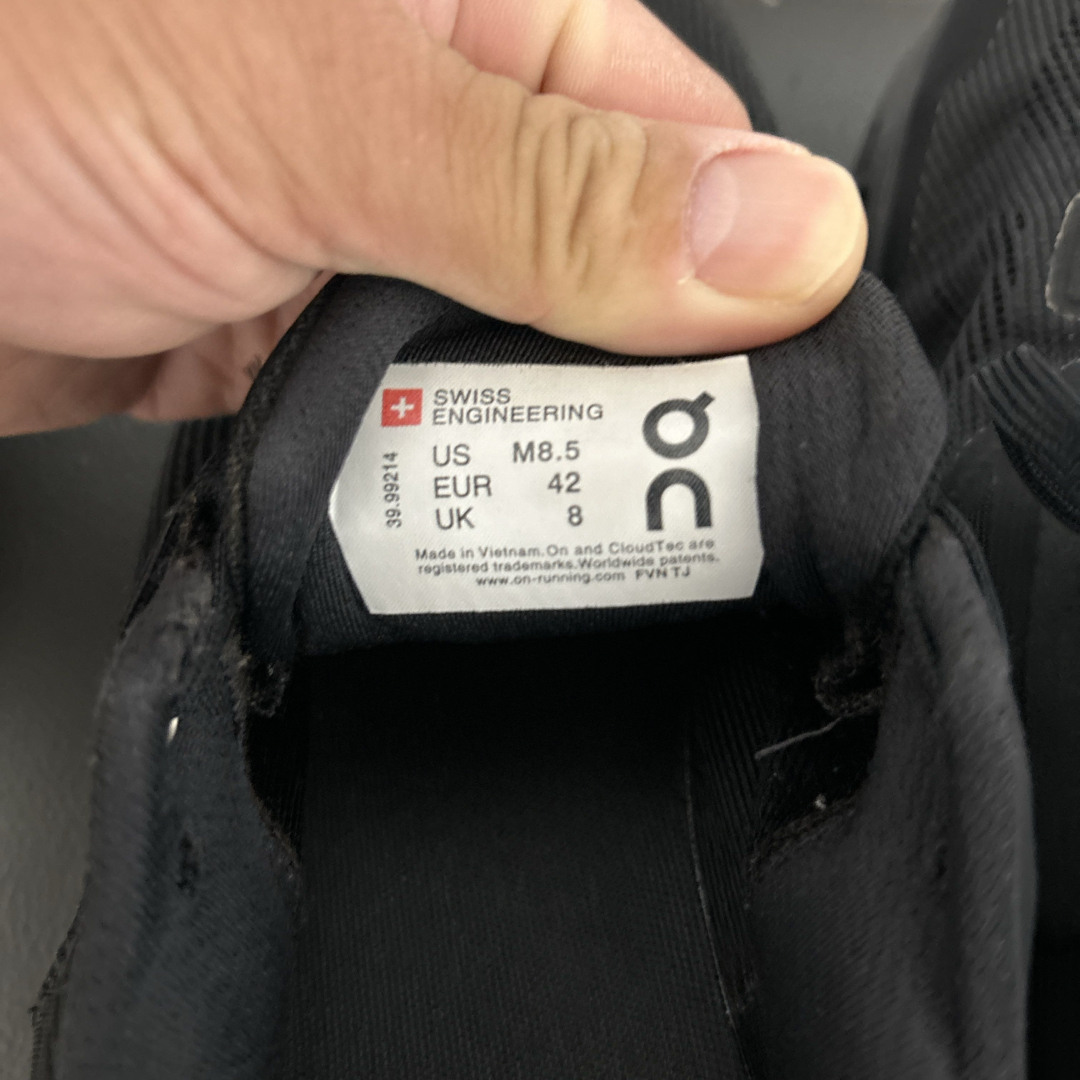 SWISS
ENGINEERING
US M8.5
EUR 42
UK 8
39.99214
On
Made in Vietnam. On and CloudTec are
registered trademarks. Worldwide patents.
www.on-running.com FVN TJ